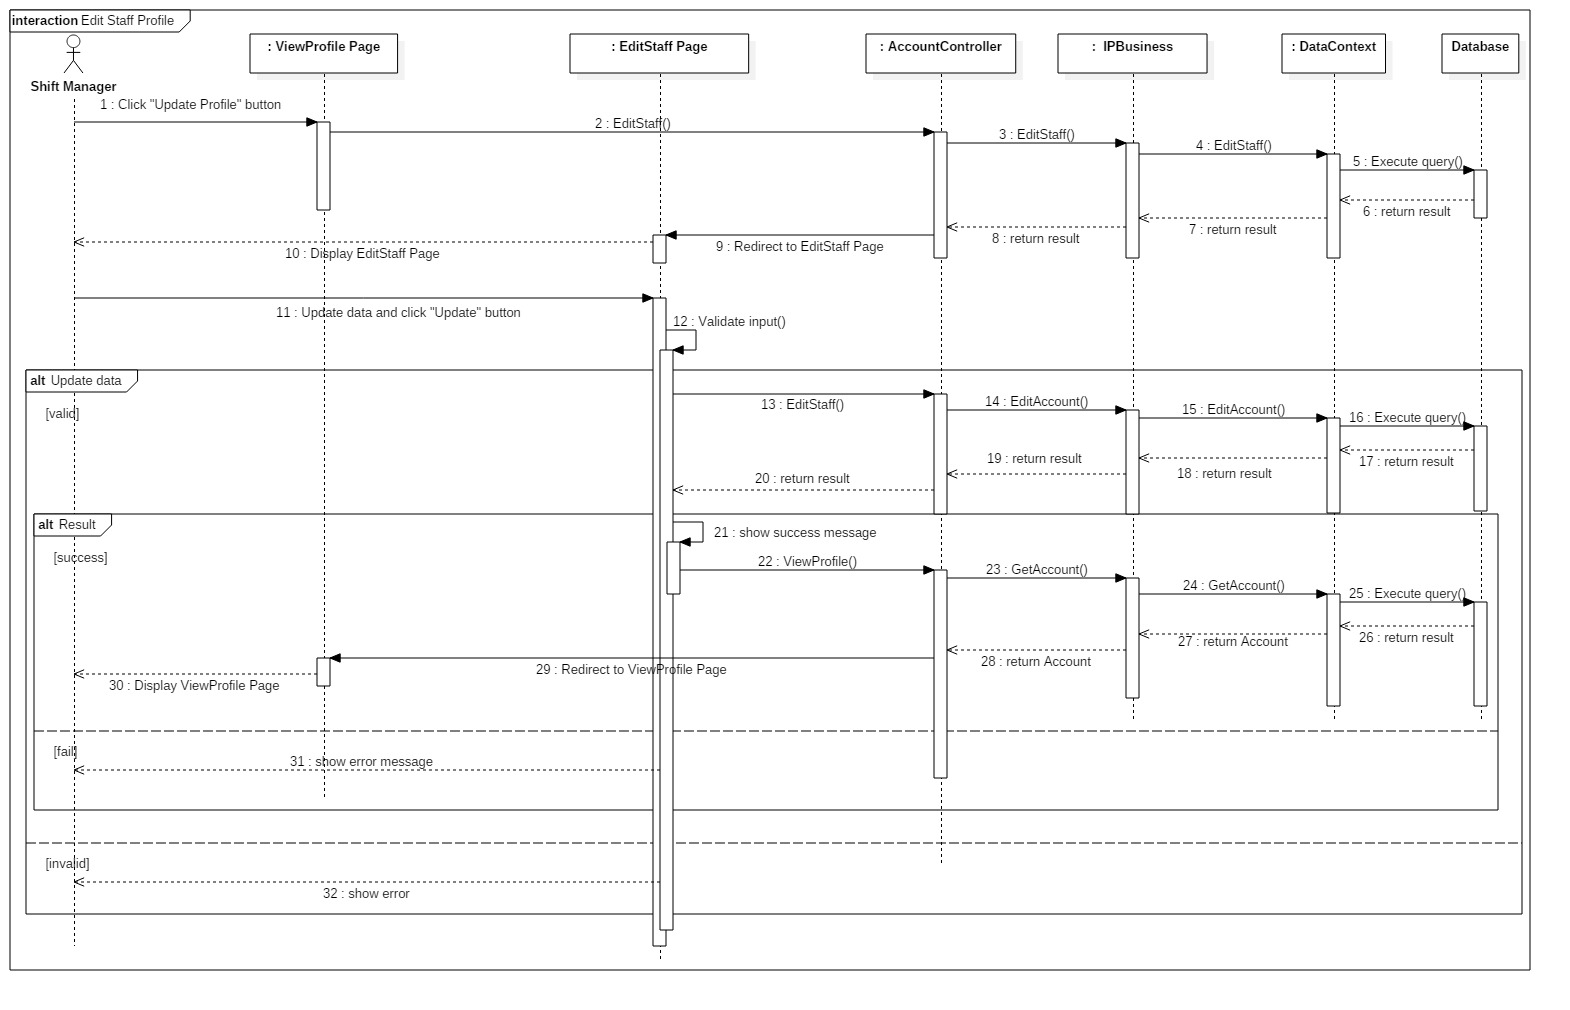 interaction Edit Staff Profile
: ViewProfile Page
: EditStaff Page
: AccountController
: IPBusiness
: DataContext
Database
Shift Manager
1 : Click "Update Profile" button
2 : EditStaff()
3 : EditStaff()
4 : EditStaff()
5 : Execute query()
6 : return result
7 : return result
8 : return result
9 : Redirect to EditStaff Page
10 : Display EditStaff Page
11 : Update data and click "Update" button
12 : Validate input()
alt Update data
[valid]
13 : EditStaff()
14 : EditAccount()
15 : EditAccount()
16 : Execute query()
17 : return result
18 : return result
19 : return result
20 : return result
alt Result
[success]
21 : show success message
22 : ViewProfile()
23 : GetAccount()
24 : GetAccount()
25 : Execute query()
26 : return result
27 : return Account
28 : return Account
29 : Redirect to ViewProfile Page
30 : Display ViewProfile Page
[fail]
31 : show error message
[invalid]
32 : show error